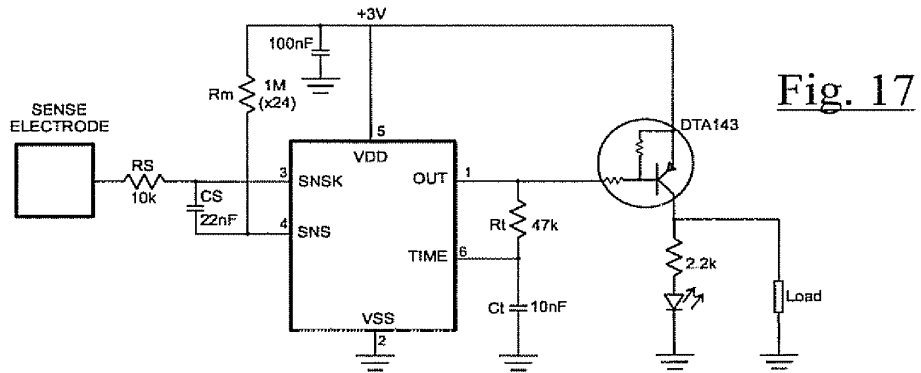 +3V
100nF
Rm
1M
(x24)
Fig. 17
SENSE
ELECTRODE
DTA143
5
VDD
RS
10k
3
SNSK
OUT
1
CS
22nF
4
SNS
Rt
47k
TIME
6
2.2k
Ct
10nF
Load
VSS
2